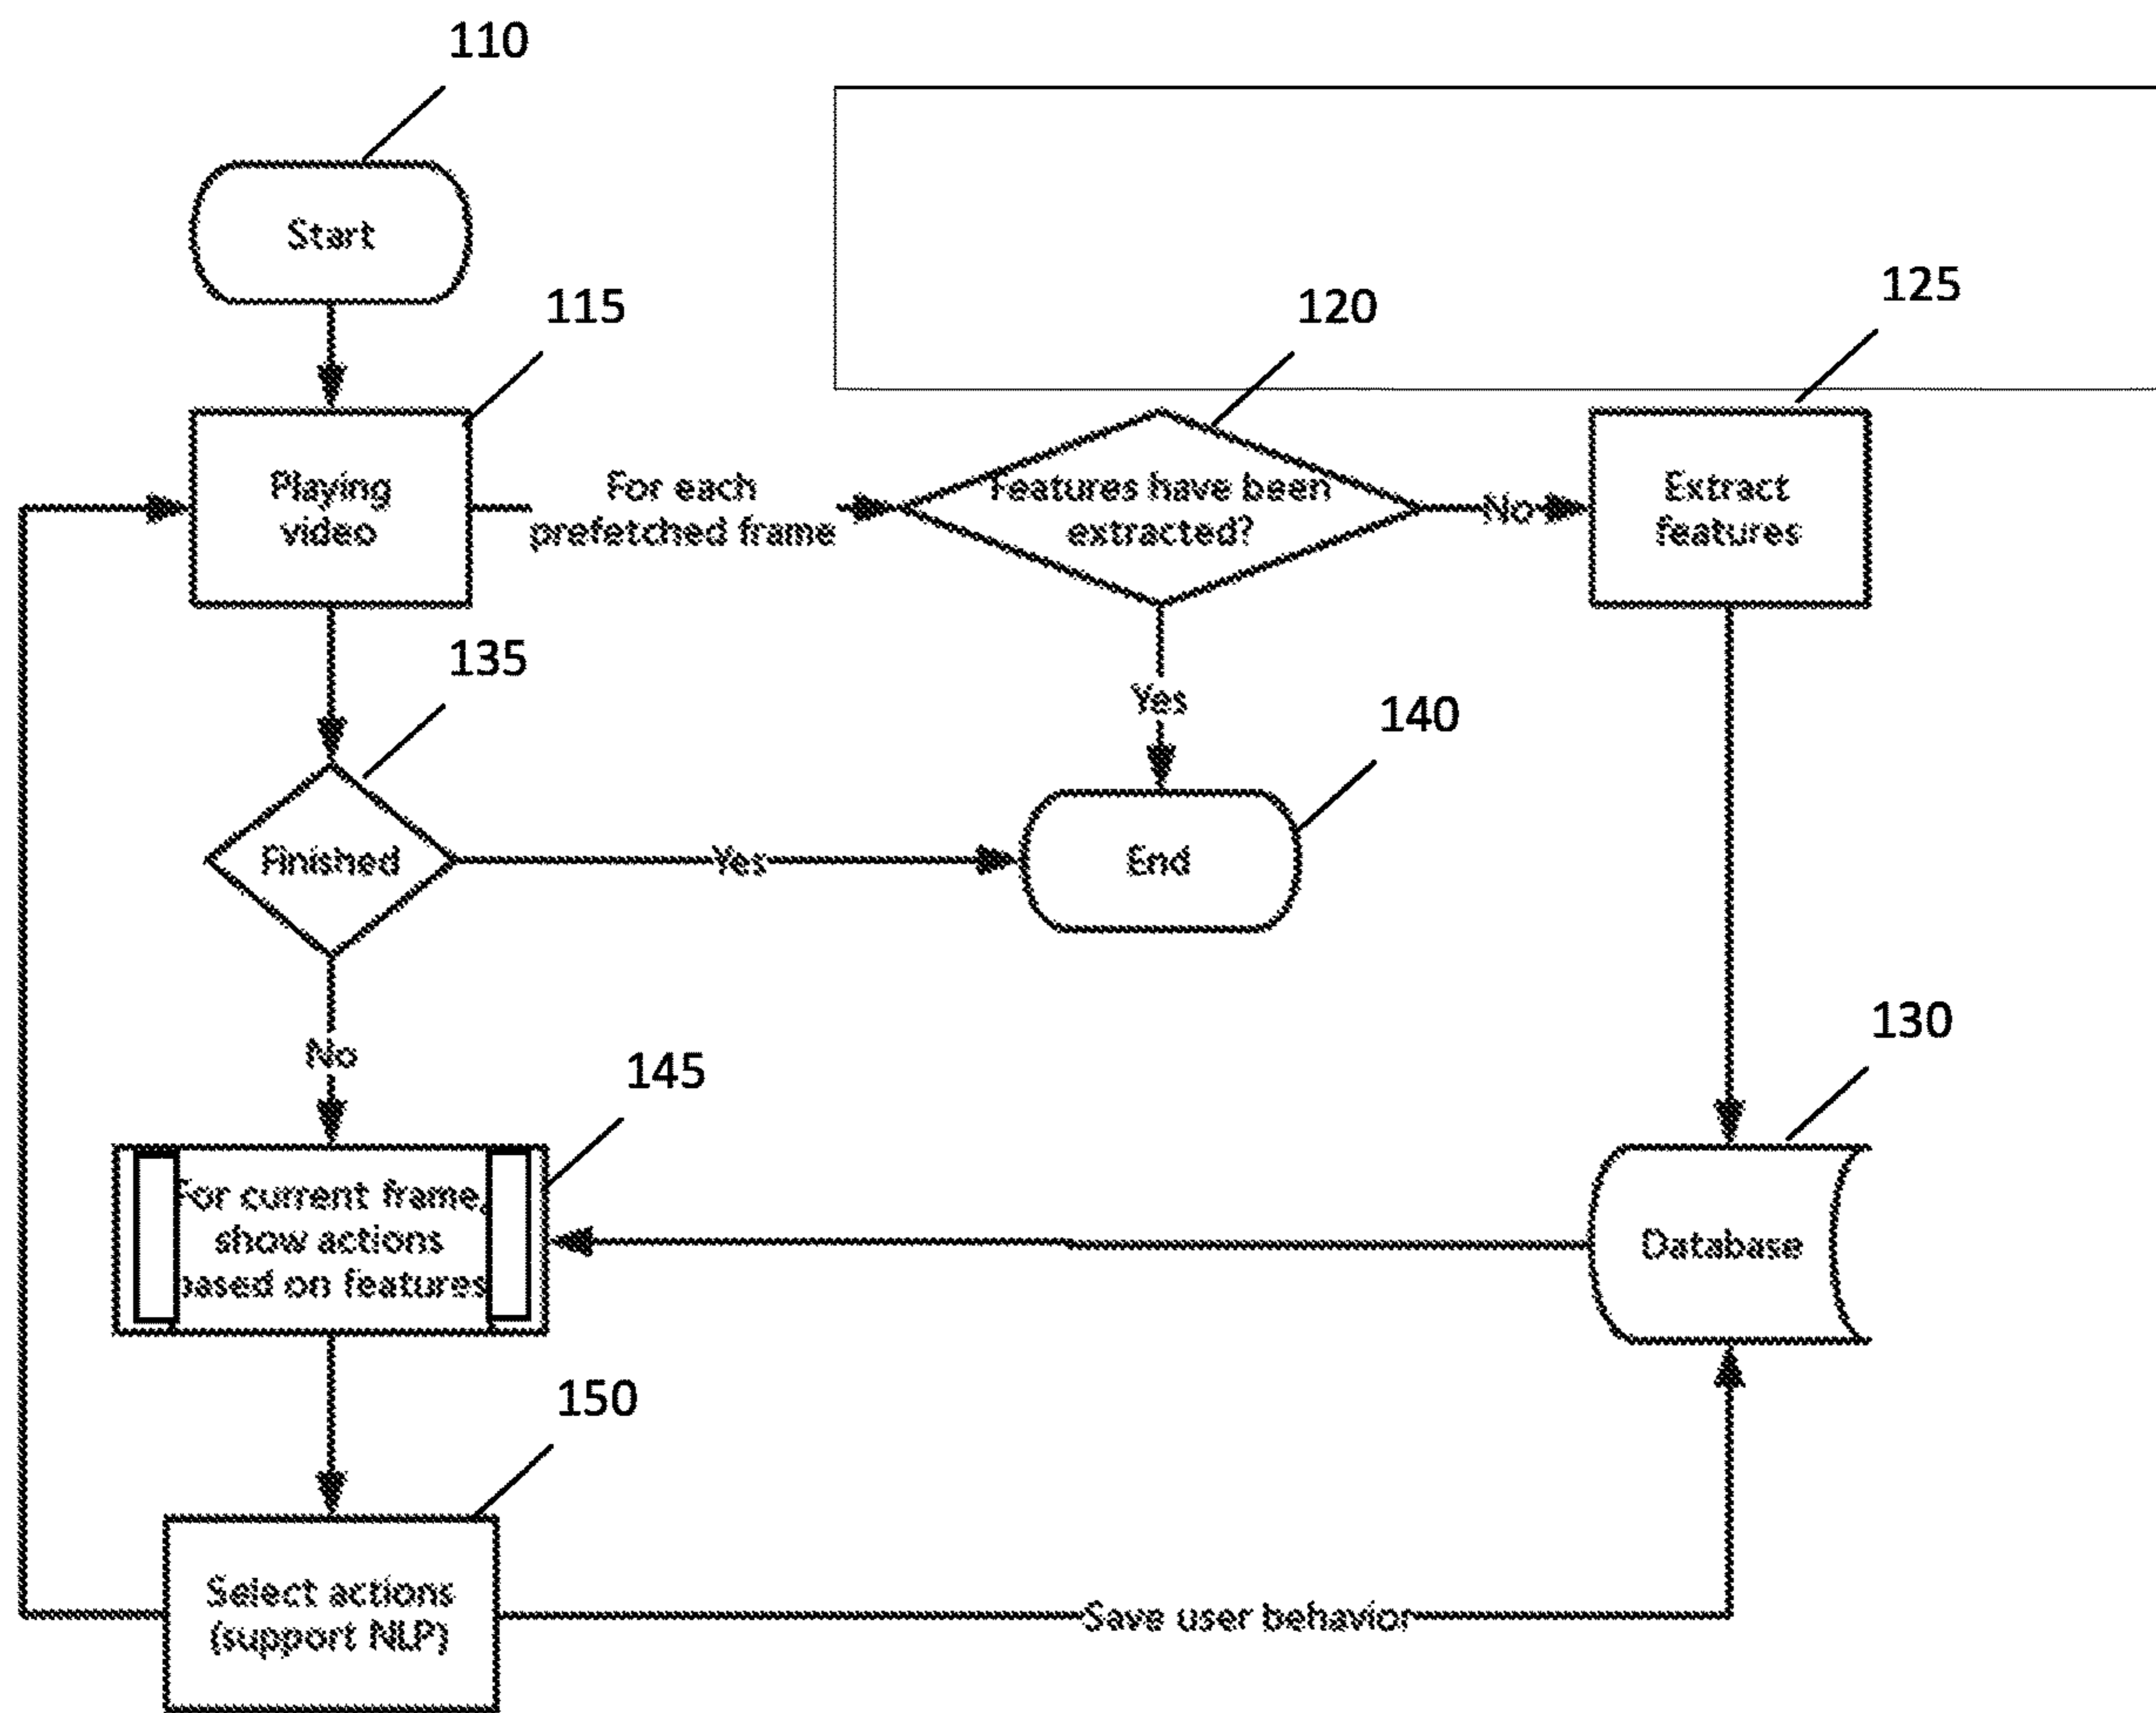 110
Start
115
Playing
video
For each
prefetched frame
120
Features have been
extracted?
No
125
Extract
features
135
Yes
140
Finished
Yes
End
130
No
145
For current frame,
show actions
based on features
Database
150
Select actions
(support NLP)
Save user behavior